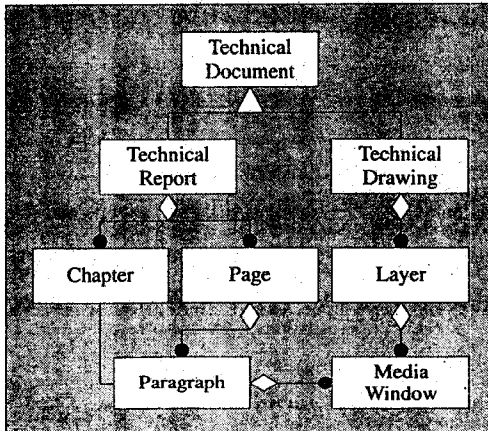 Technical
Document
Technical
Report
Technical
Drawing
Chapter
Page
Layer
Paragraph
Media
Window